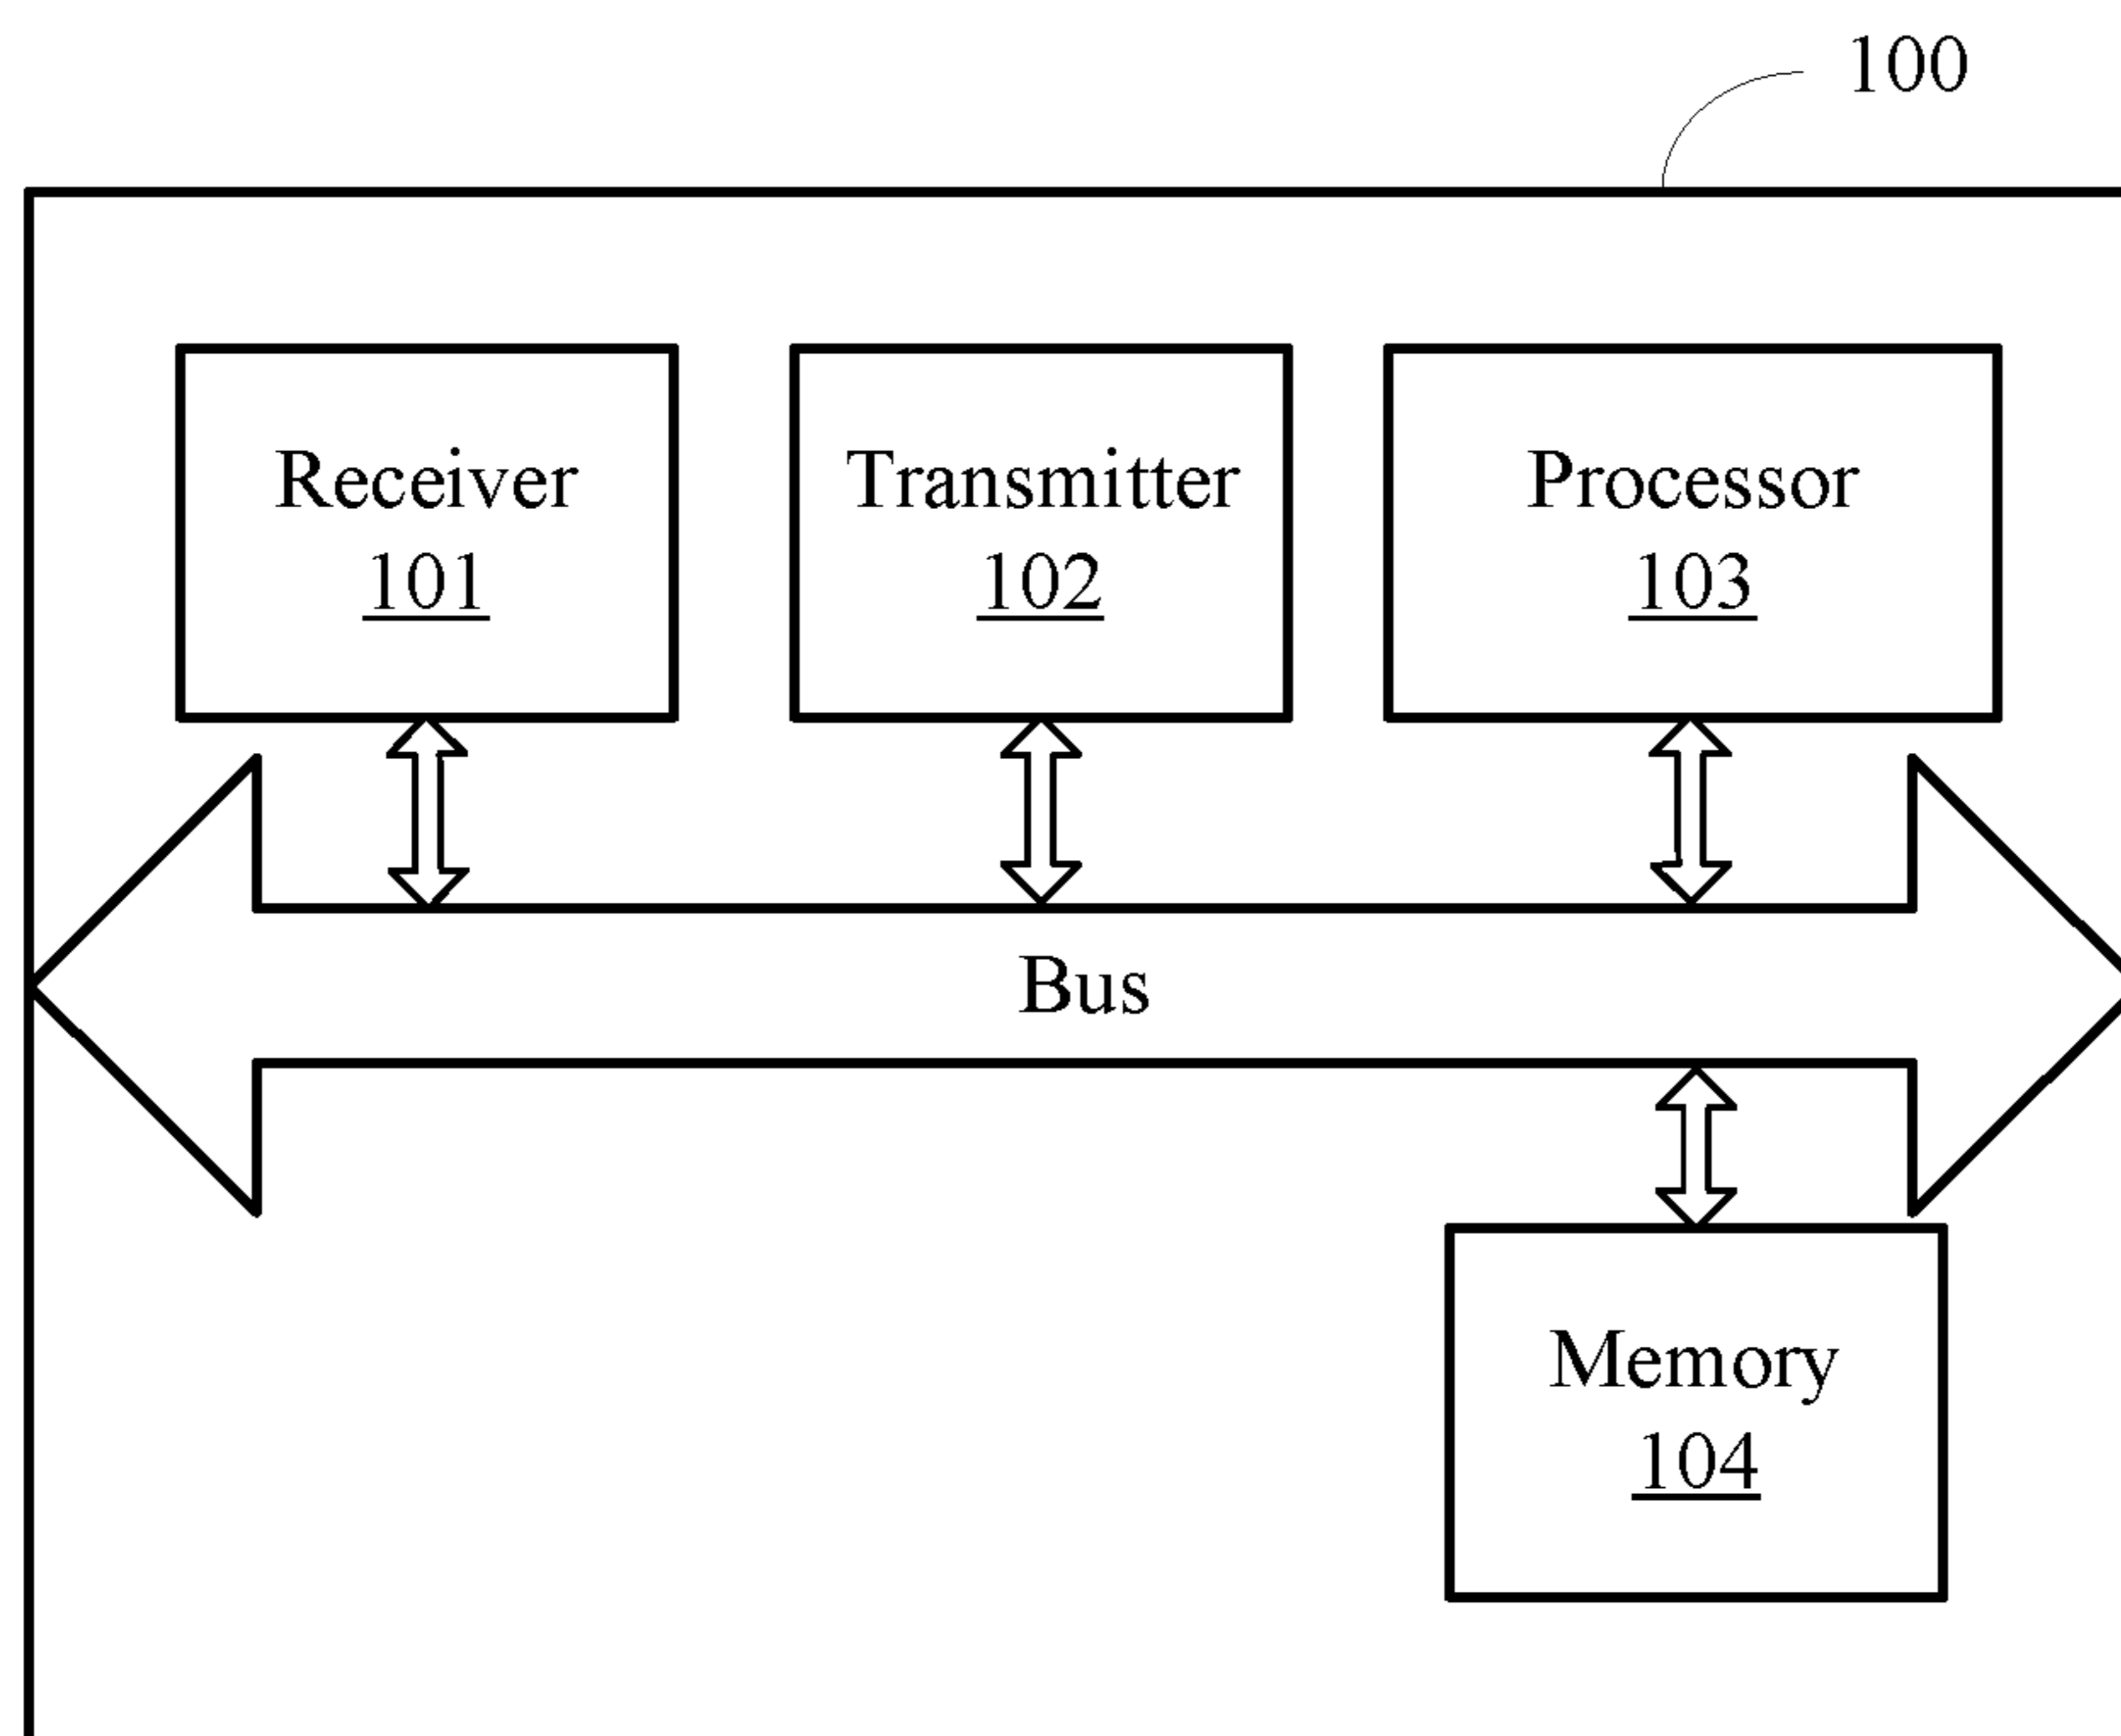 100
Receiver
101
Transmitter
102
Processor
103
Bus
Memory
104